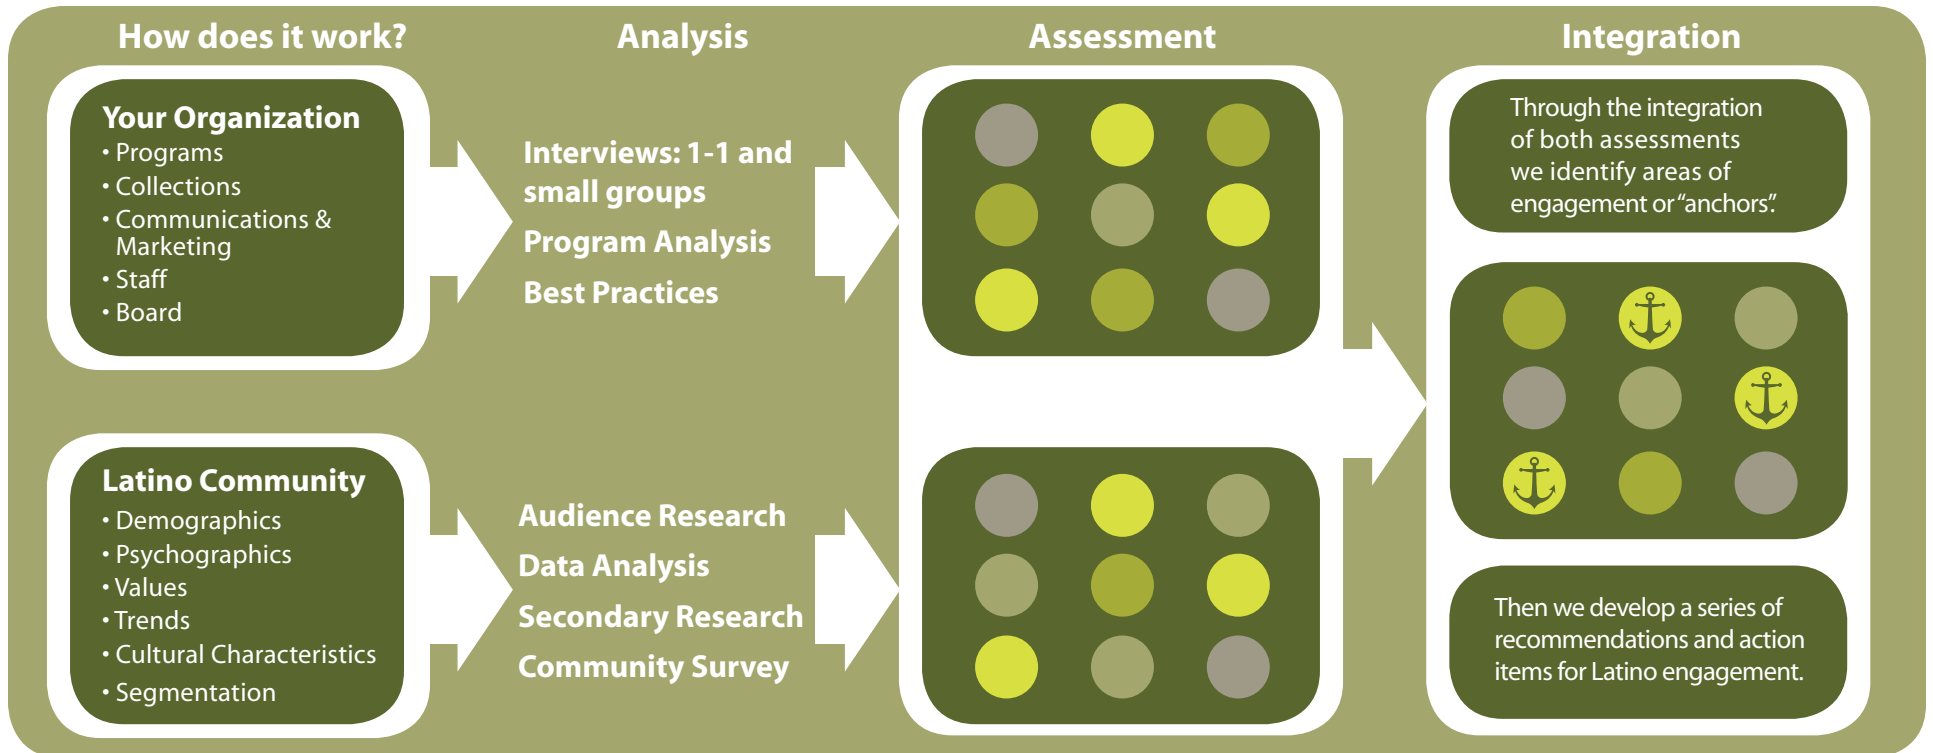 How does it work?
Analysis
Assessment
Integration
Your Organization
• Programs
• Collections
• Communications &
Marketing
• Staff
• Board
Interviews: 1-1 and
small groups
Program Analysis
Best Practices
Through the integration
of both assessments
we identify areas of
engagement or “anchors”.
Latino Community
• Demographics
• Psychographics
• Values
• Trends
• Cultural Characteristics
• Segmentation
Audience Research
Data Analysis
Secondary Research
Community Survey
Then we develop a series of
recommendations and action
items for Latino engagement.